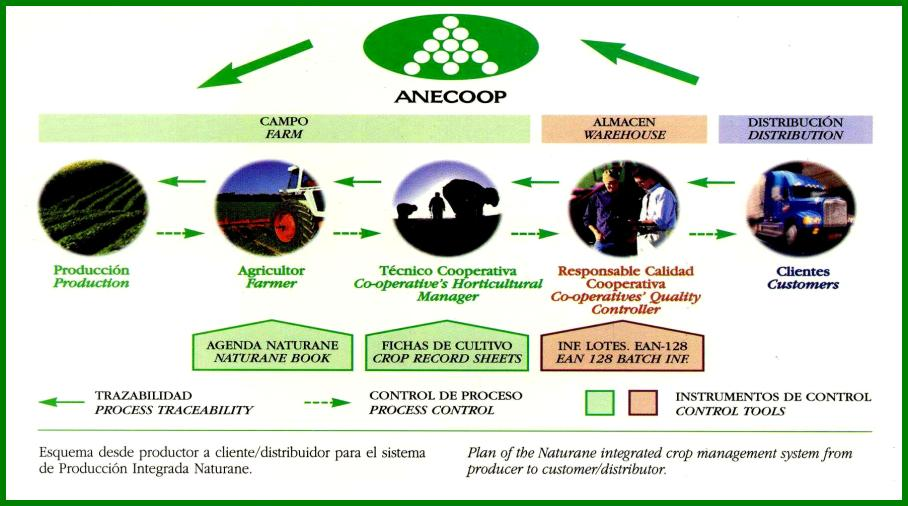 ANECOOP
CAMPO
FARM
ALMACEN
WAREHOUSE
DISTRIBUCIÓN
DISTRIBUTION
Producción
Production
Agricultor
Farmer
Técnico Cooperativa
Co-operative's Horticultural
Manager
Responsable Calidad
Cooperativa
Co-operatives' Quality
Controller
Clientes
Customers
AGENDA NATURANE
NATURANE BOOK
FICHAS DE CULTIVO
CROP RECORD SHEETS
INF. LOTES. EAN-128
EAN 128 BATCH INF.
TRAZABILIDAD
PROCESS TRACEABILITY
CONTROL DE PROCESO
PROCESS CONTROL
INSTRUMENTOS DE CONTROL
CONTROL TOOLS
Esquema desde productor a cliente/distribuidor para el sistema
de Producción Integrada Naturane.
Plan of the Naturane integrated crop management system from
producer to customer/distributor.